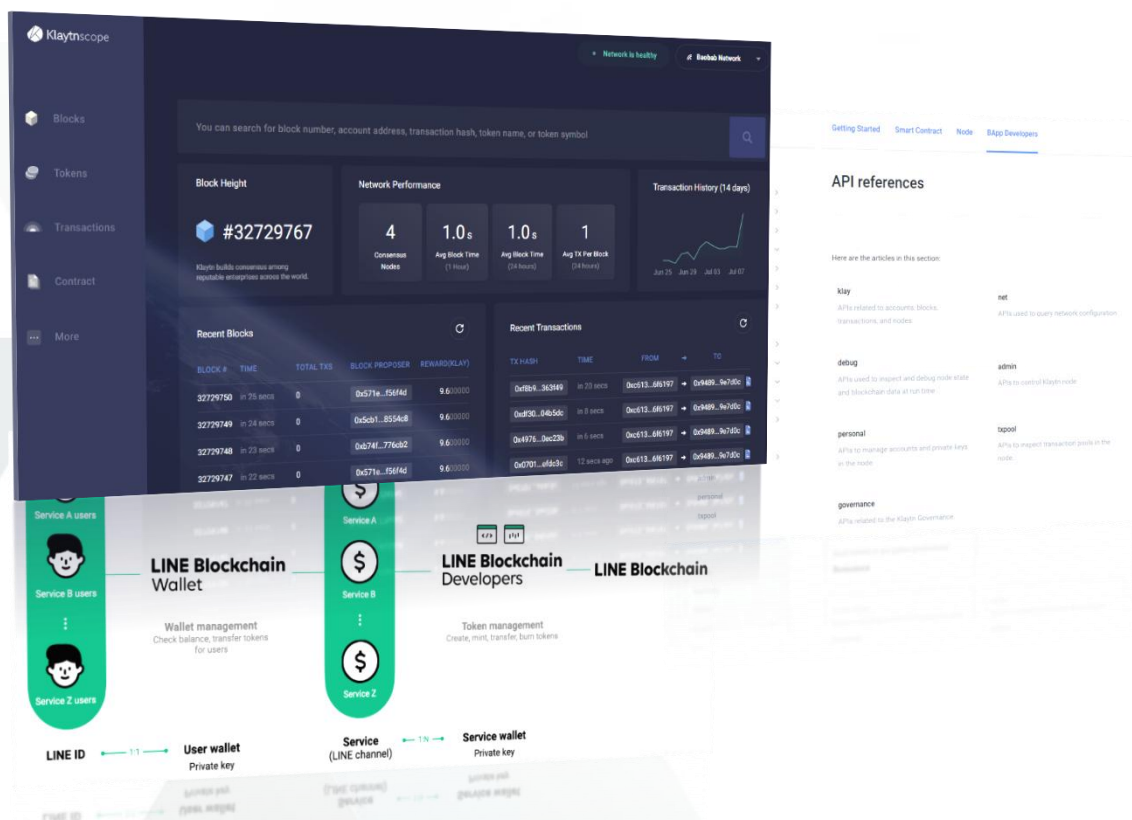 Klaytnscope
Network is healthy
Baobab Network
Blocks
Tokens
Transactions
Contract
More
You can search for block number, account address, transaction hash, token name, or token symbol
Block Height
#32729767
Klaytn builds consensus among
reputable enterprises across the world.
Network Performance
4
Consensus
Nodes
1.0 s
Avg Block Time
(1 Hour)
1.0 s
Avg Block Time
(24 hours)
1
Avg TX Per Block
(24 hours)
Transaction History (14 days)
Jun 25 Jun 29 Jul 03 Jul 07
Recent Blocks
BLOCK # TIME TOTAL TXS BLOCK PROPOSER REWARD(KLAY)
32729750 in 25 secs 0 0x571e...f56f4d 9.600000
32729749 in 24 secs 0 0x5cb1...8554c8 9.600000
32729748 in 23 secs 0 0xb74f...776cb2 9.600000
32729747 in 22 secs 0 0x571e...f56f4d 9.600000
Recent Transactions
TX HASH TIME FROM → TO
0xf8b9...363f49 in 23 secs 0xc613...6f6197 → 0x9489...9e7d0c
0xdf30...04b5dc in 8 secs 0xc613...6f6197 → 0x9489...9e7d0c
0x4976...0ec23b in 6 secs 0xc613...6f6197 → 0x9489...9e7d0c
0x0701...efdc3c 12 secs ago 0xc613...6f6197 → 0x9489...9e7d0c
Getting Started Smart Contract Node BApp Developers
API references
Here are the articles in this section:
klay
APIs related to accounts, blocks,
transactions, and nodes
net
APIs used to query network configuration.
debug
APIs used to inspect and debug node state
and blockchain data at run time
admin
APIs to control Klaytn node
personal
APIs to manage accounts and private keys
in the node
txpool
APIs to inspect transaction pools in the
node
governance
APIs related to the Klaytn Governance
personal
txpool
Service A users
Service B users
Service Z users
LINE Blockchain
Wallet
Wallet management
Check balance, transfer tokens
for users
Service A
Service B
Service Z
LINE Blockchain
Developers
Token management
Create, mint, transfer, burn tokens
LINE Blockchain
LINE ID
1:1
User wallet
Private key
Service
(LINE channel)
1:N
Service wallet
Private key